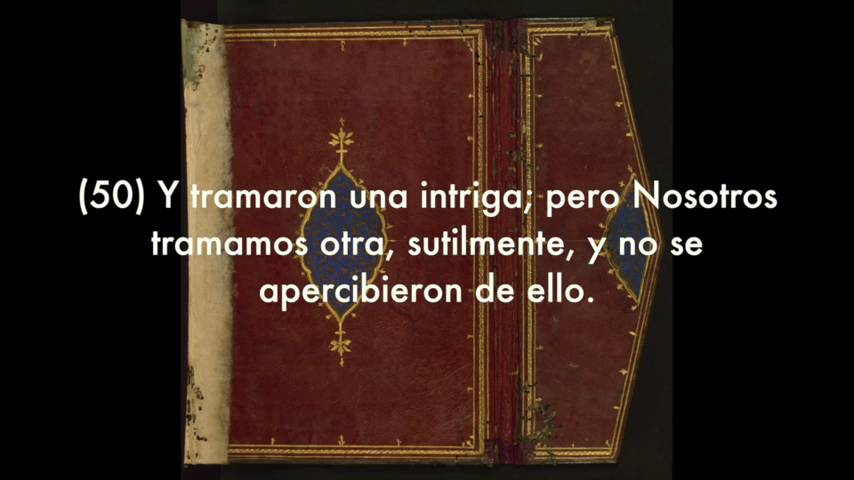 (50) Y tramaron una intriga; pero Nosotros
tramamos otra, sutilmente, y no se
apercibieron de ello.